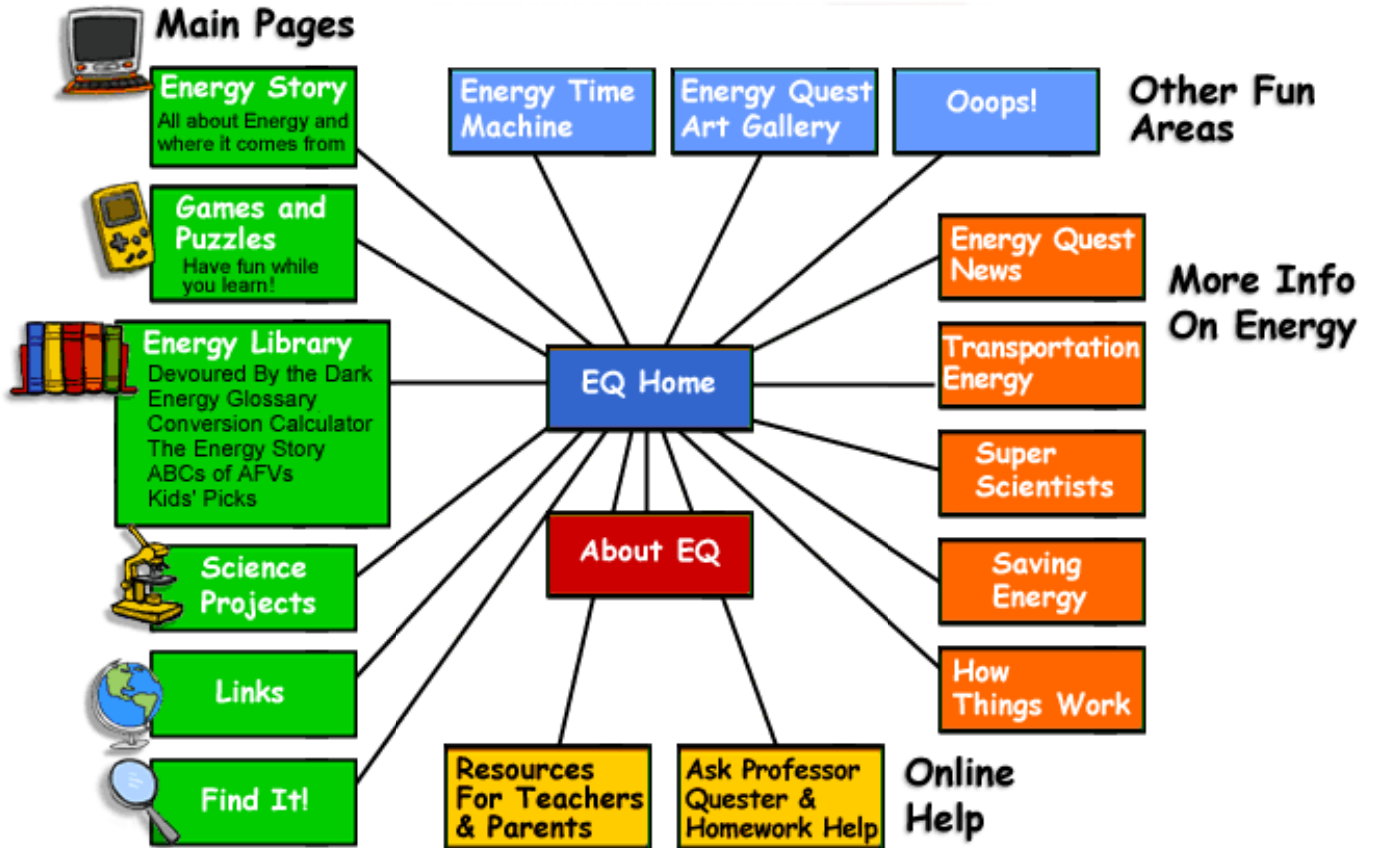 Main Pages
Energy Story
All about Energy and
where it comes from
Games and
Puzzles
Have fun while
you learn!
Energy Library
Devoured By the Dark
Energy Glossary
Conversion Calculator
The Energy Story
ABCs of AFVs
Kids' Picks
Science
Projects
Links
Find It!
Energy Time
Machine
Energy Quest
Art Gallery
Ooops!
Other Fun
Areas
EQ Home
About EQ
Energy Quest
News
Transportation
Energy
Super
Scientists
Saving
Energy
How
Things Work
More Info
On Energy
Resources
For Teachers
& Parents
Ask Professor
Quester &
Homework Help
Online
Help